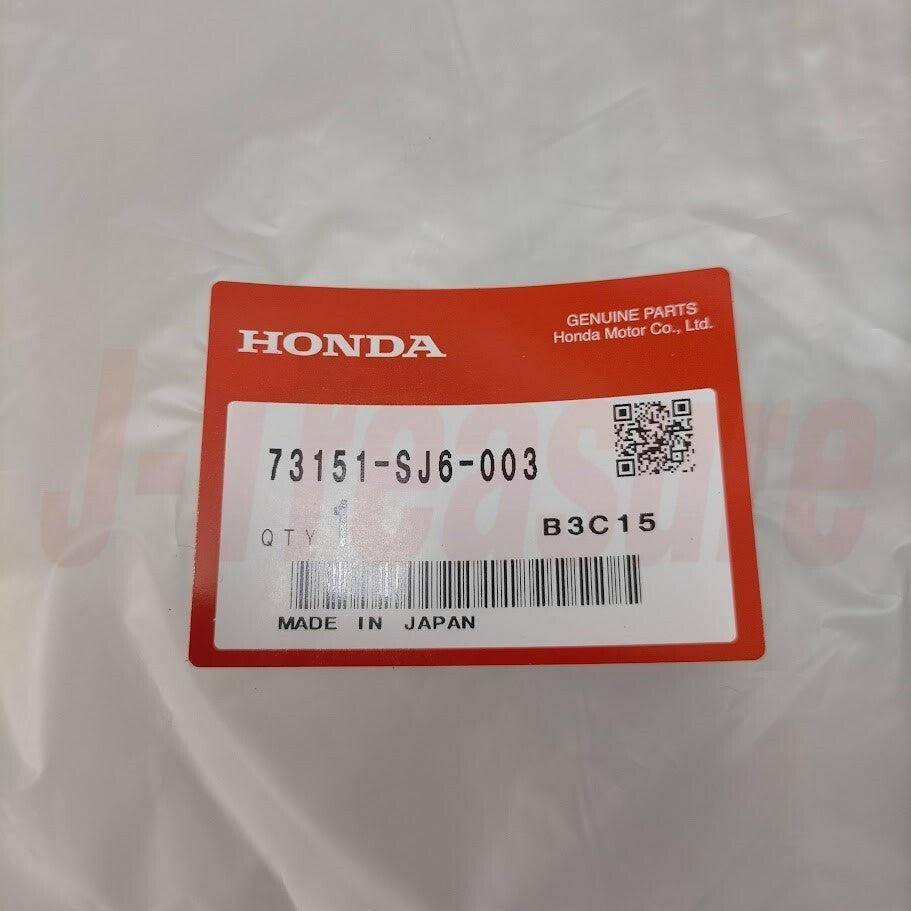 HONDA
GENUINE PARTS
Honda Motor Co., Ltd.
73151-SJ6-003
QTY 1
B3C15
MADE IN JAPAN
J-Treasure